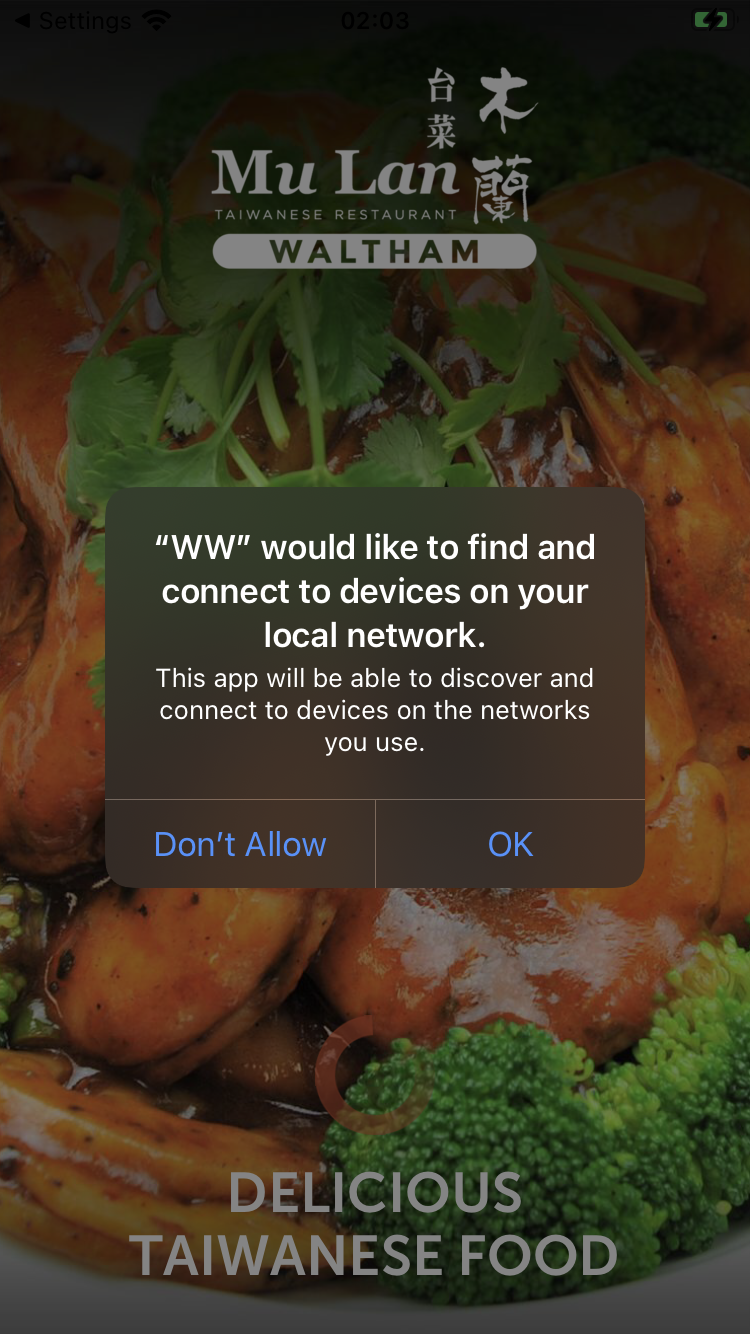 Settings 02:03
台菜 木蘭
Mu Lan
TAIWANESE RESTAURANT
WALTHAM
“WW” would like to find and
connect to devices on your
local network.
This app will be able to discover and
connect to devices on the networks
you use.
Don’t Allow OK
DELICIOUS
TAIWANESE FOOD